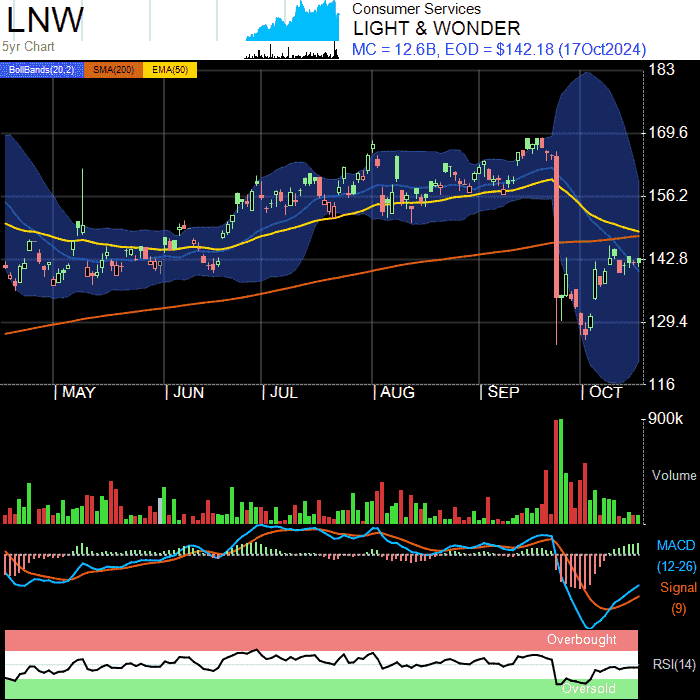 LNW
5yr Chart
Consumer Services
LIGHT & WONDER
MC = 12.6B, EOD = $142.18 (17Oct2024)
BollBands(20,2) SMA(200) EMA(50)
183
169.6
156.2
142.8
129.4
116
MAY JUN JUL AUG SEP OCT
900k
Volume
MACD
(12-26)
Signal
(9)
Overbought
RSI(14)
Oversold